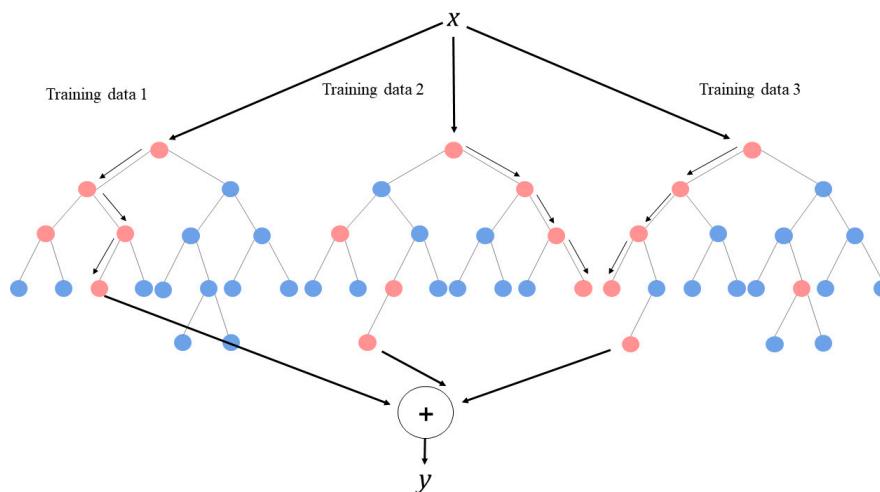 x
Training data 1
Training data 2
Training data 3
+
y